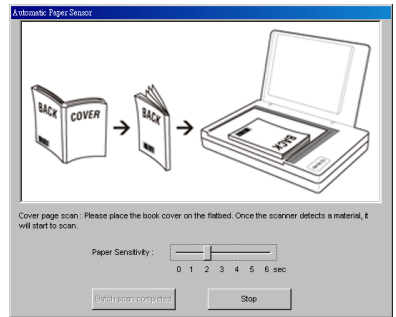 Automatic Paper Sensor
BACK COVER
BACK
BACK
Cover page scan : Please place the book cover on the flatbed. Once the scanner detects a material, it
will start to scan.
Paper Sensitivity :
0 1 2 3 4 5 6 sec
Batch scan completed Stop